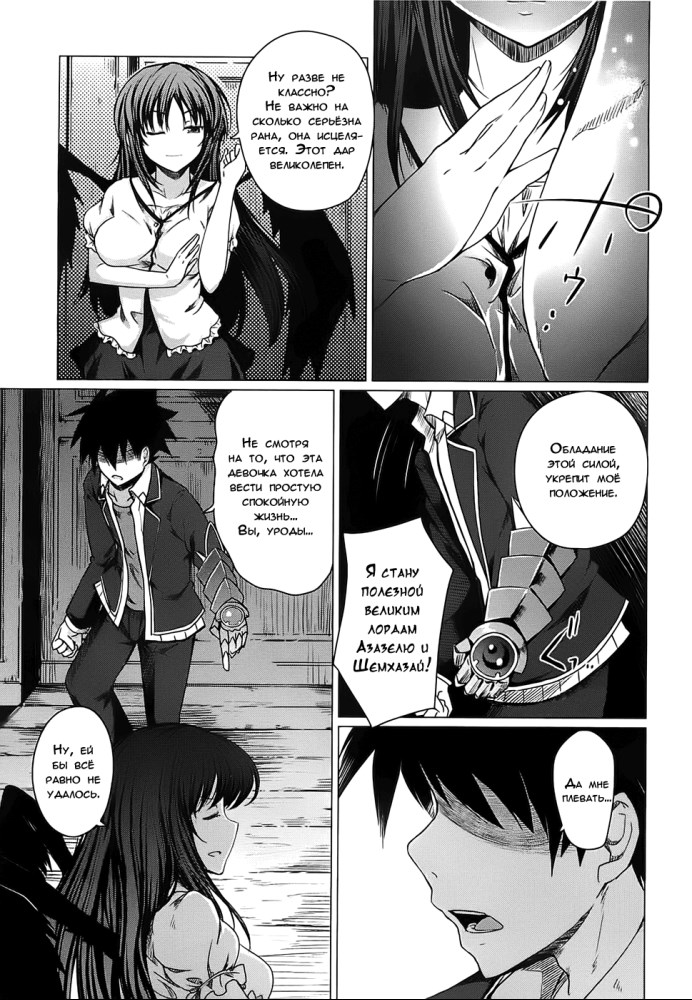 Ну разве не
классно?
Не важно на
сколько серьёзна
рана, она исцеля-
ется. Этот дар
великолепен.
Обладание
этой силой,
укрепит моё
положение.
Я стану
полезной
великим
лордам
Азазелю и
Шемхазай!
Не смотря
на то, что эта
девочка хотела
вести простую
спокойную
жизнь...
Вы, уроды...
Да мне
плевать...
Ну, ей
бы всё
равно не
удалось.